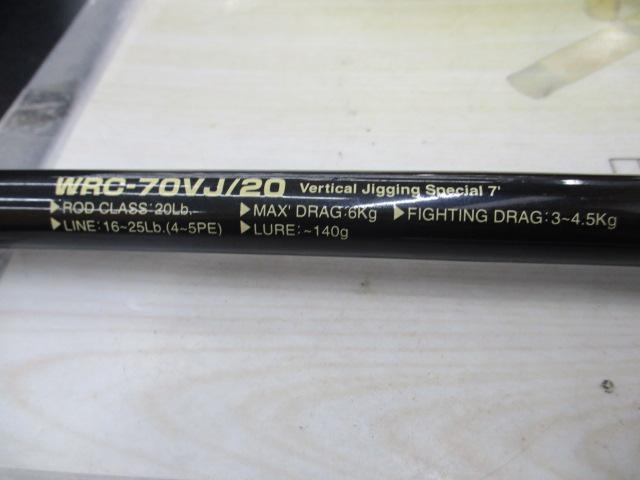 WRC-70VJ/20 Vertical Jigging Special 7'
▶ROD CLASS:20Lb. ▶MAX' DRAG:6Kg ▶FIGHTING DRAG:3~4.5Kg
▶LINE:16~25Lb.(4~5PE) ▶LURE:~140g